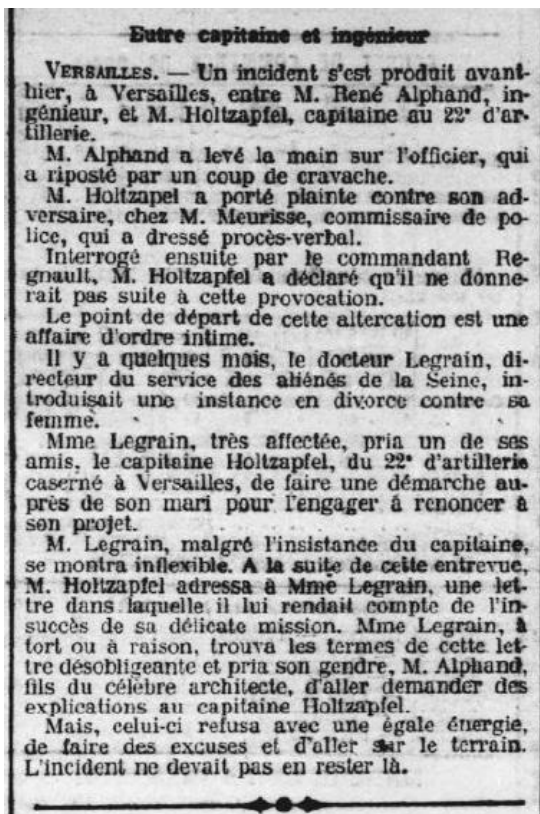 Entre capitaine et ingénieur
VERSAILLES. — Un incident s'est produit avant-
hier, à Versailles, entre M. René Alphand, in-
génieur, et M. Holtzapfel, capitaine au 22e d'ar-
tillerie.
M. Alphand a levé la main sur l'officier, qui
a riposté par un coup de cravache.
M. Holtzapel a porté plainte contre son ad-
versaire, chez M. Meurisse, commissaire de po-
lice, qui a dressé procès-verbal.
Interrogé ensuite par le commandant Re-
gnault, M. Holtzapfel a déclaré qu'il ne donne-
rait pas suite à cette provocation.
Le point de départ de cette altercation est une
affaire d'ordre intime.
Il y a quelques mois, le docteur Legrain, di-
recteur du service des aliénés de la Seine, in-
troduisait une instance en divorce contre sa
femme.
Mme Legrain, très affectée, pria un de ses
amis, le capitaine Holtzapfel, du 22e d'artillerie
caserné à Versailles, de faire une démarche au-
près de son mari pour l'engager à renoncer à
son projet.
M. Legrain, malgré l'insistance du capitaine,
se montra inflexible. A la suite de cette entrevue,
M. Holtzapfel adressa à Mme Legrain, une let-
tre dans laquelle il lui rendait compte de l'in-
succès de sa délicate mission. Mme Legrain, à
tort ou à raison, trouva les termes de cette let-
tre désobligeante et pria son gendre, M. Alphand,
fils du célèbre architecte, d'aller demander des
explications au capitaine Holtzapfel.
Mais, celui-ci refusa avec une égale énergie,
de faire des excuses et d'aller sur le terrain.
L'incident ne devait pas en rester là.